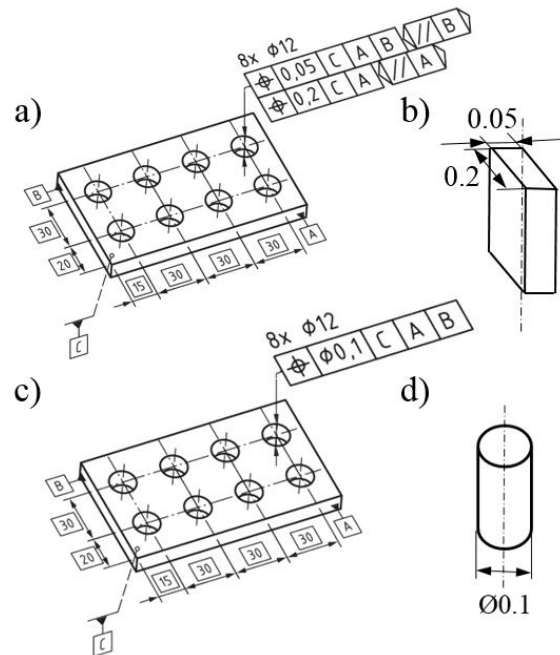 8x Φ12
⌖ 0,05 C A B // B
⌖ 0,2 C A // A
a)
b)
0.05
0.2
B
30
20
15 30 30 30
A
C
8x Φ12
⌖ Φ0,1 C A B
c)
d)
B
30
20
15 30 30 30
A
C
Ø0.1